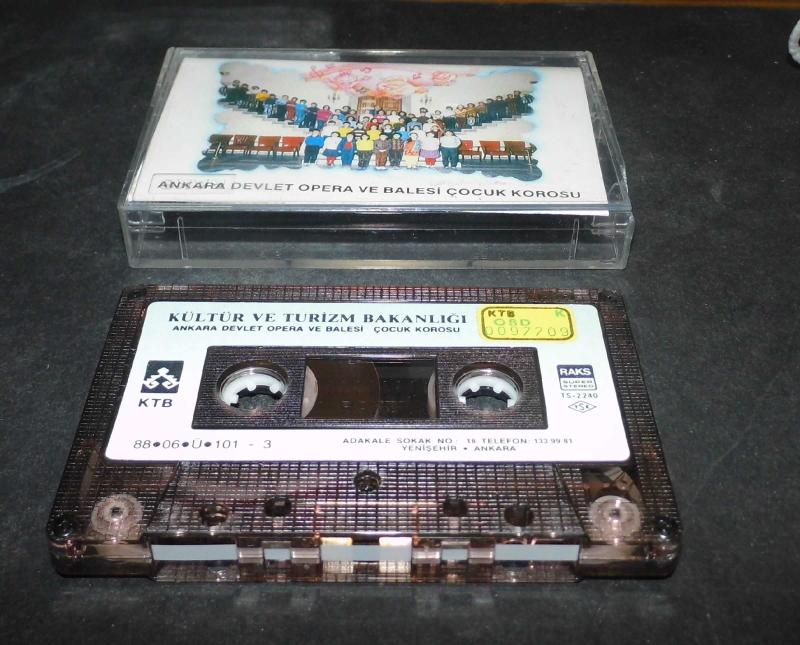 ANKARA DEVLET OPERA VE BALESİ ÇOCUK KOROSU
KÜLTÜR VE TURİZM BAKANLIĞI
ANKARA DEVLET OPERA VE BALESİ ÇOCUK KOROSU
KTB K
OSD
0097709
KTB
RAKS
SUPER
STEREO
TS-2240
TSE
88•06•Ü•101 - 3
ADAKALE SOKAK NO: 18 TELEFON: 133 99 81
YENİŞEHİR • ANKARA